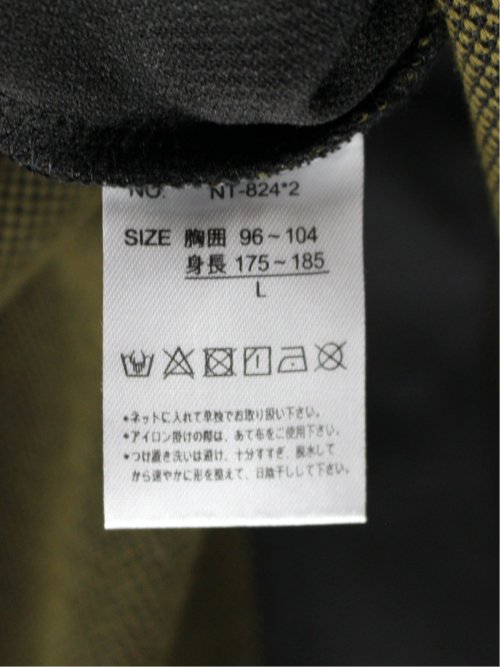 NO. NT-824*2
SIZE 胸囲 96~104
身長 175~185
L
*ネットに入れて単独でお取り扱い下さい。
*アイロン掛けの際は、あて布をご使用下さい。
*つけ置き洗いは避け、十分すすぎ、脱水して
から速やかに形を整えて、日陰干しして下さい。